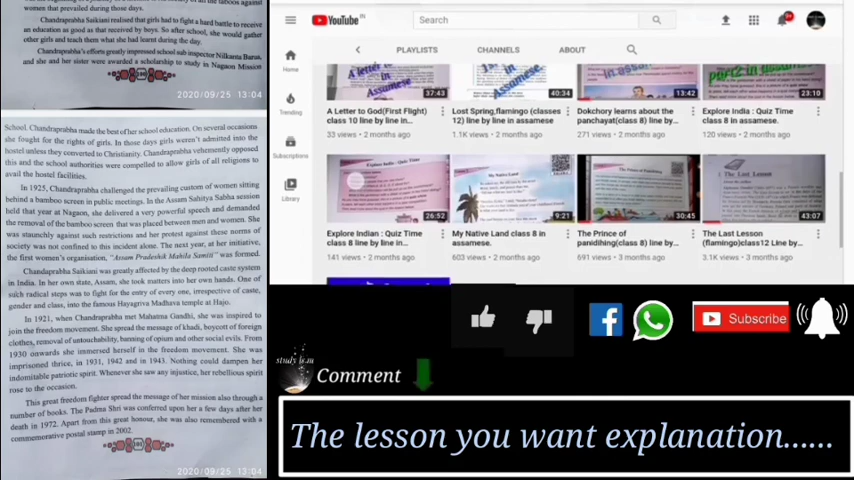 women that prevailed during those days.
Chandraprabha Saikiani realised that girls had to fight a hard battle to receive
an education as good as that received by boys. So after school, she would gather
other girls and teach them what she had learnt during the day.
Chandraprabha's efforts greatly impressed school sub inspector Nilkanta Barua,
and she and her sister were awarded a scholarship to study in Nagaon Mission
2020/09/25 13:04
School. Chandraprabha made the best of her school education. On several occasions
she fought for the rights of girls. In those days girls weren't admitted into the
hostel unless they converted to Christianity. Chandraprabha vehemently opposed
this and the school authorities were compelled to allow girls of all religions to
avail the hostel facilities.
In 1925, Chandraprabha challenged the prevailing custom of women sitting
behind a bamboo screen in public meetings. In the Assam Sahitya Sabha session
held that year at Nagaon, she delivered a very powerful speech and demanded
the removal of the bamboo screen that was placed between men and women. She
was staunchly against such restrictions and her protest against these norms of
society was not confined to this incident alone. The next year, at her initiative,
the first women's organisation, "Assam Pradeshik Mahila Samiti" was formed.
Chandraprabha Saikiani was greatly affected by the deep rooted caste system
in India. In her own state, Assam, she took matters into her own hands. One of
such radical steps was to fight for the entry of every one, irrespective of caste,
gender and class, into the famous Hayagriva Madhava temple at Hajo.
In 1921, when Chandraprabha met Mahatma Gandhi, she was inspired to
join the freedom movement. She spread the message of khadi, boycott of foreign
clothes, removal of untouchability, banning of opium and other social evils. From
1930 onwards she immersed herself in the freedom movement. She was
imprisoned thrice, in 1931, 1942 and in 1943. Nothing could dampen her
indomitable patriotic spirit. Whenever she saw any injustice, her rebellious spirit
rose to the occasion.
This great freedom fighter spread the message of her mission also through a
number of books. The Padma Shri was conferred upon her a few days after her
death in 1972. Apart from this great honour, she was also remembered with a
commemorative postal stamp in 2002.
101
2020/09/25 13:04
YouTube IN
Search
9+
PLAYLISTS CHANNELS ABOUT
Home
Trending
Subscriptions
Library
A letter in Assamese 37:43
Assamese. 40:34
in assam 13:42
part2 in assam 23:10
A Letter to God(First Flight)
class 10 line by line in...
33 views • 2 months ago
Lost Spring,flamingo (classes
12) line by line in assamese
1.1K views • 2 months ago
Dokchory learns about the
panchayat(class 8) line by...
271 views • 2 months ago
Explore India : Quiz Time
class 8 in assamese.
120 views • 2 months ago
Explore India - Quiz Time
26:52
My Native Land
9:21
The Prince of Panidihing
30:45
The Last Lesson
43:07
Explore Indian : Quiz Time
class 8 line by line in...
141 views • 2 months ago
My Native Land class 8 in
assamese.
603 views • 2 months ago
The Prince of
panidihing(class 8) line by...
691 views • 3 months ago
The Last Lesson
(flamingo)class12 Line by...
3.1K views • 3 months ago
Subscribe
Comment
The lesson you want explanation......